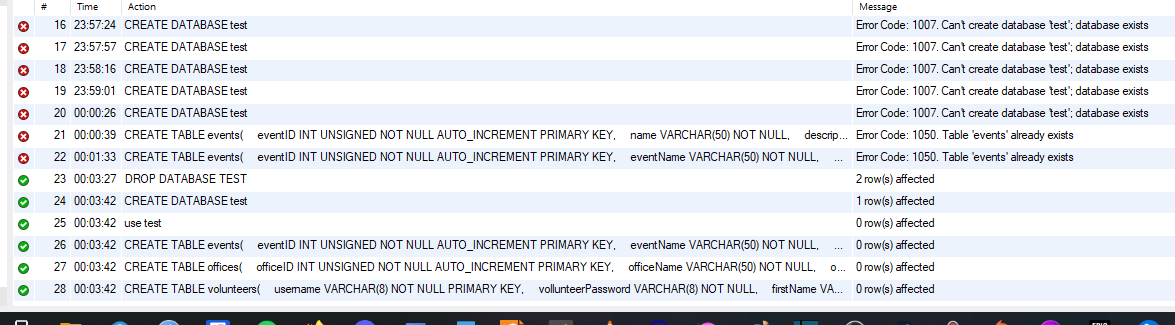 # Time Action Message
16 23:57:24 CREATE DATABASE test Error Code: 1007. Can't create database 'test'; database exists
17 23:57:57 CREATE DATABASE test Error Code: 1007. Can't create database 'test'; database exists
18 23:58:16 CREATE DATABASE test Error Code: 1007. Can't create database 'test'; database exists
19 23:59:01 CREATE DATABASE test Error Code: 1007. Can't create database 'test'; database exists
20 00:00:26 CREATE DATABASE test Error Code: 1007. Can't create database 'test'; database exists
21 00:00:39 CREATE TABLE events( eventID INT UNSIGNED NOT NULL AUTO_INCREMENT PRIMARY KEY, name VARCHAR(50) NOT NULL, descrip... Error Code: 1050. Table 'events' already exists
22 00:01:33 CREATE TABLE events( eventID INT UNSIGNED NOT NULL AUTO_INCREMENT PRIMARY KEY, eventName VARCHAR(50) NOT NULL, ... Error Code: 1050. Table 'events' already exists
23 00:03:27 DROP DATABASE TEST 2 row(s) affected
24 00:03:42 CREATE DATABASE test 1 row(s) affected
25 00:03:42 use test 0 row(s) affected
26 00:03:42 CREATE TABLE events( eventID INT UNSIGNED NOT NULL AUTO_INCREMENT PRIMARY KEY, eventName VARCHAR(50) NOT NULL, ... 0 row(s) affected
27 00:03:42 CREATE TABLE offices( officeID INT UNSIGNED NOT NULL AUTO_INCREMENT PRIMARY KEY, officeName VARCHAR(50) NOT NULL, o... 0 row(s) affected
28 00:03:42 CREATE TABLE volunteers( username VARCHAR(8) NOT NULL PRIMARY KEY, vollunteerPassword VARCHAR(8) NOT NULL, firstName VA... 0 row(s) affected